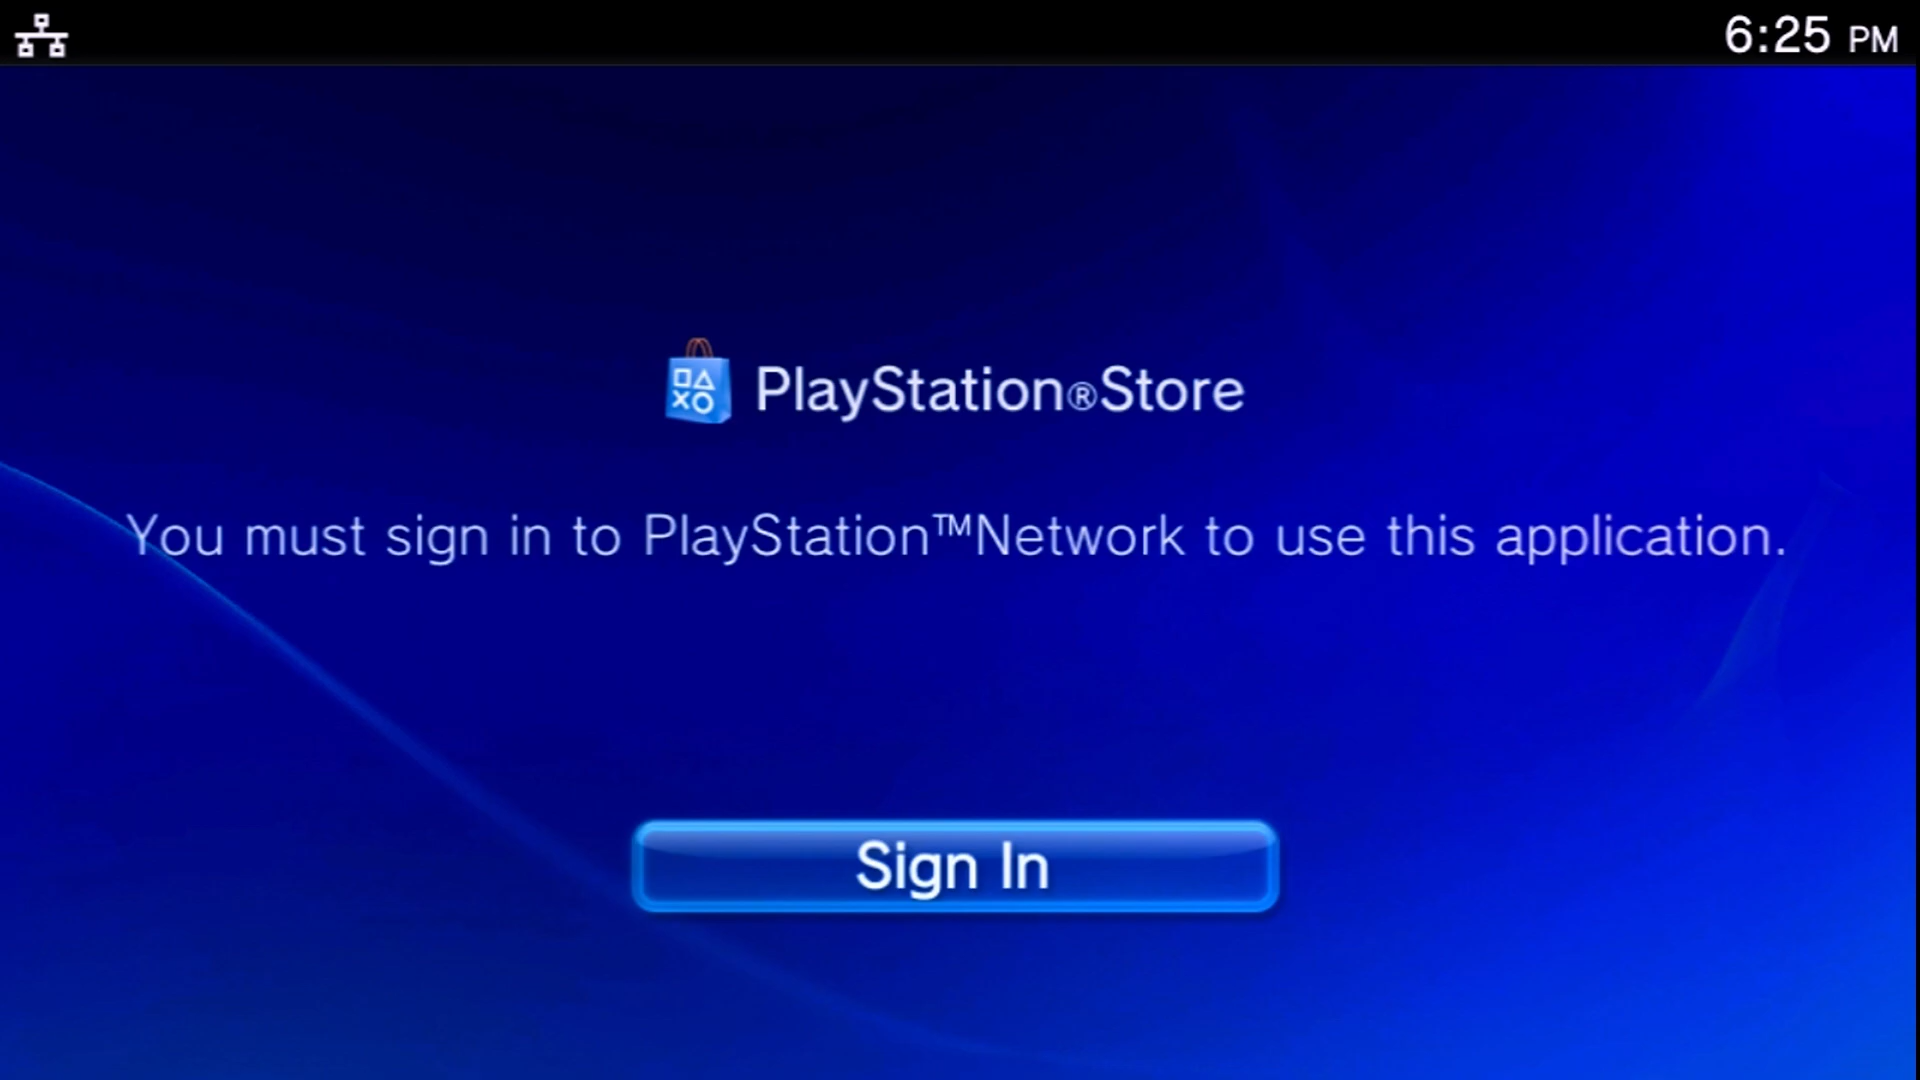 6:25 PM
PlayStation®Store
You must sign in to PlayStation™Network to use this application.
Sign In